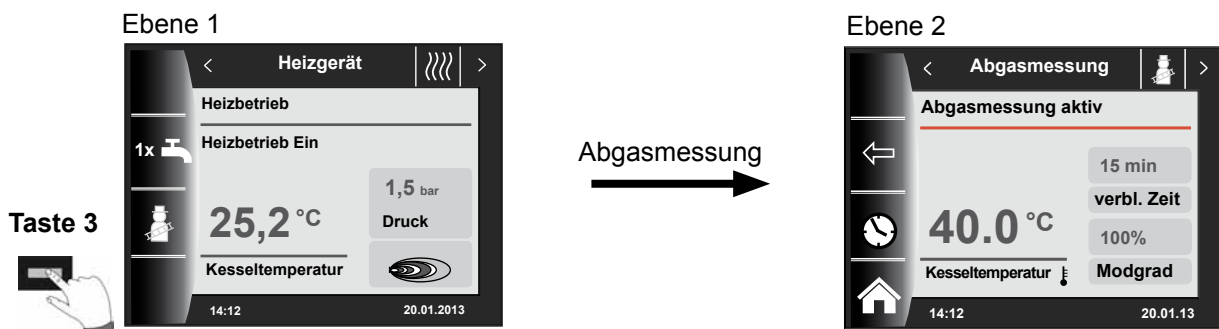 Ebene 1
Heizgerät
Heizbetrieb
Heizbetrieb Ein
1x
1,5 bar
Druck
25,2 °C
Kesseltemperatur
14:12
20.01.2013
Taste 3
Abgasmessung
Ebene 2
Abgasmessung
Abgasmessung aktiv
15 min
verbl. Zeit
40.0 °C
100%
Modgrad
Kesseltemperatur
14:12
20.01.13